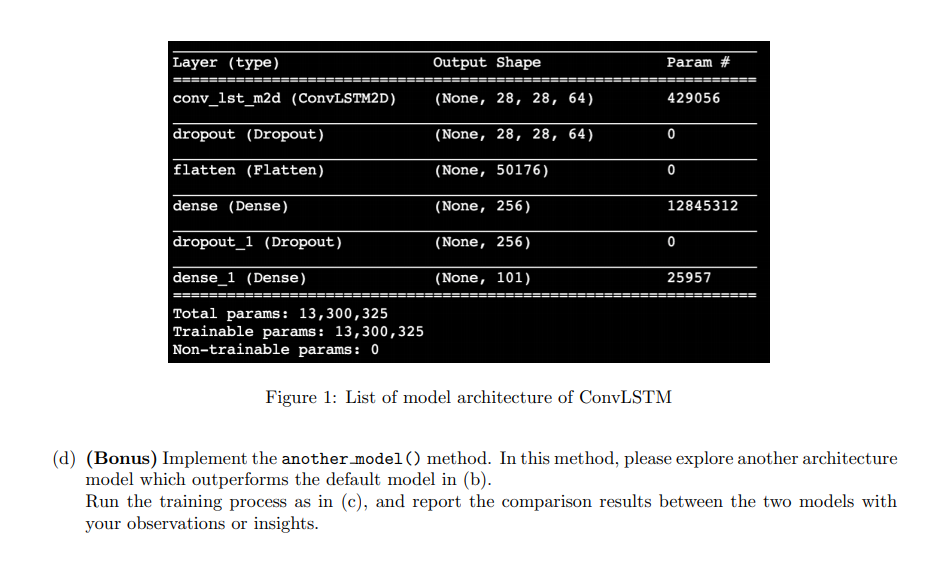 Layer (type) Output Shape Param #
conv_lst_m2d (ConvLSTM2D) (None, 28, 28, 64) 429056
dropout (Dropout) (None, 28, 28, 64) 0
flatten (Flatten) (None, 50176) 0
dense (Dense) (None, 256) 12845312
dropout_1 (Dropout) (None, 256) 0
dense_1 (Dense) (None, 101) 25957
Total params: 13,300,325
Trainable params: 13,300,325
Non-trainable params: 0
Figure 1: List of model architecture of ConvLSTM
(d) (Bonus) Implement the another_model() method. In this method, please explore another architecture
model which outperforms the default model in (b).
Run the training process as in (c), and report the comparison results between the two models with
your observations or insights.